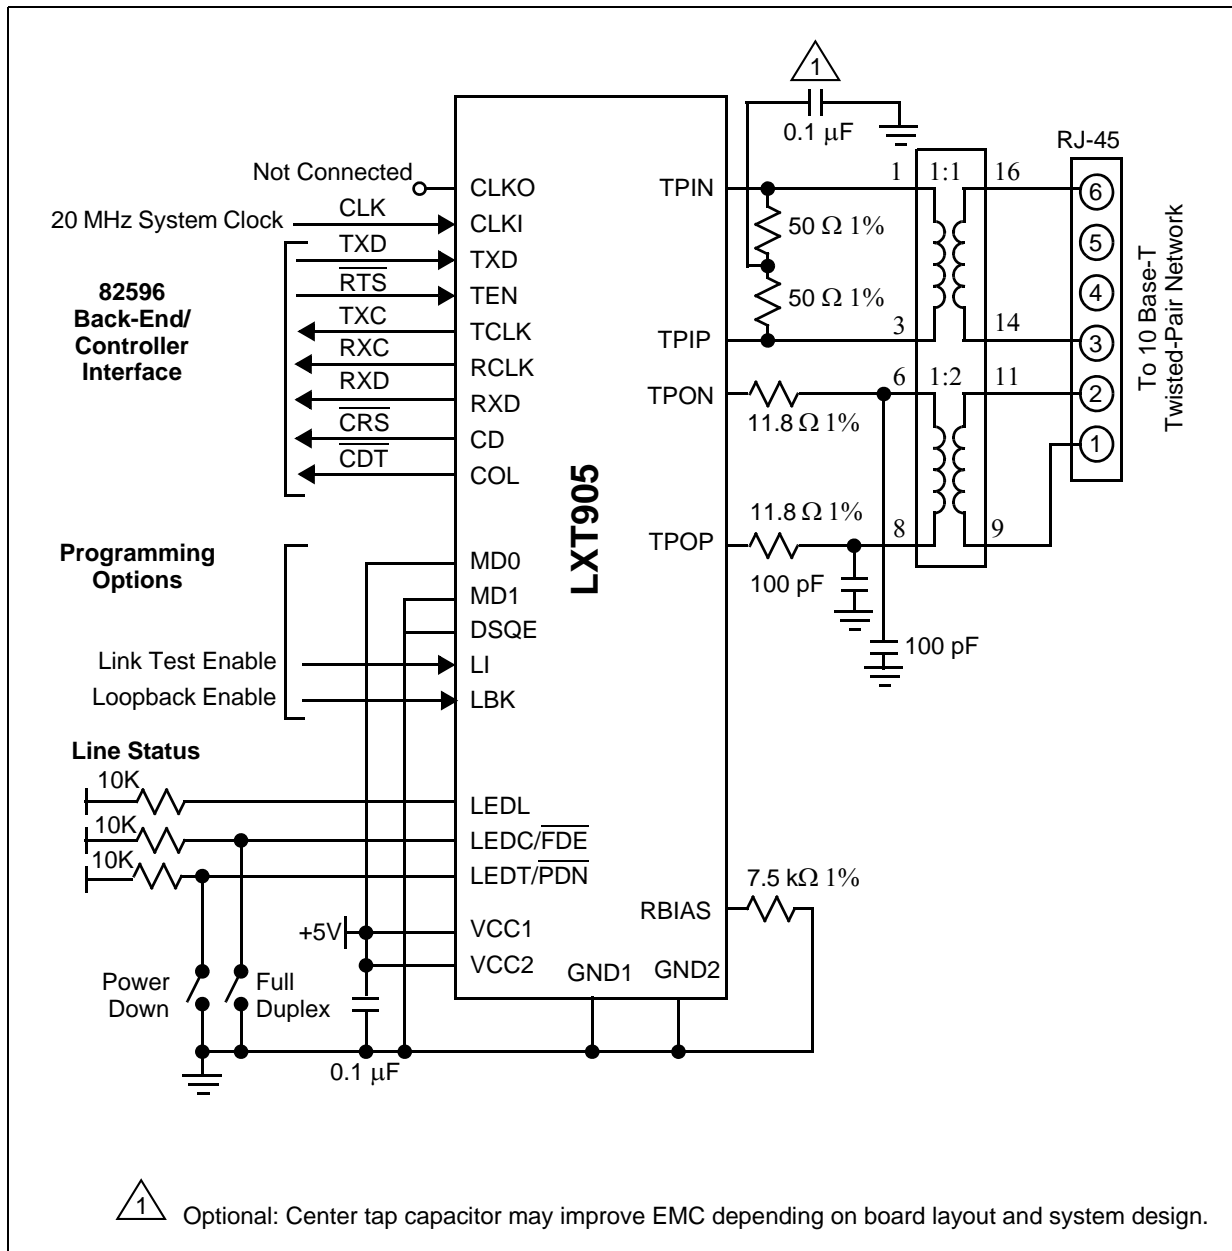 1
0.1 µF
RJ-45
Not Connected
CLKO
TPIN
1
1:1
16
6
20 MHz System Clock
CLK
CLKI
50 Ω 1%
5
TXD
TXD
82596
Back-End/
Controller
Interface
RTS
TEN
50 Ω 1%
4
TXC
TCLK
TPIP
3
14
3
RXC
RCLK
RXD
RXD
TPON
11.8 Ω 1%
6
1:2
11
2
CRS
CD
CDT
COL
1
To 10 Base-T
Twisted-Pair Network
LXT905
Programming
Options
11.8 Ω 1%
TPOP
8
9
MD0
100 pF
MD1
DSQE
100 pF
Link Test Enable
LI
Loopback Enable
LBK
Line Status
10K
LEDL
10K
LEDC/FDE
10K
LEDT/PDN
7.5 kΩ 1%
RBIAS
+5V
VCC1
VCC2
GND1
GND2
Power
Down
Full
Duplex
0.1 µF
1 Optional: Center tap capacitor may improve EMC depending on board layout and system design.